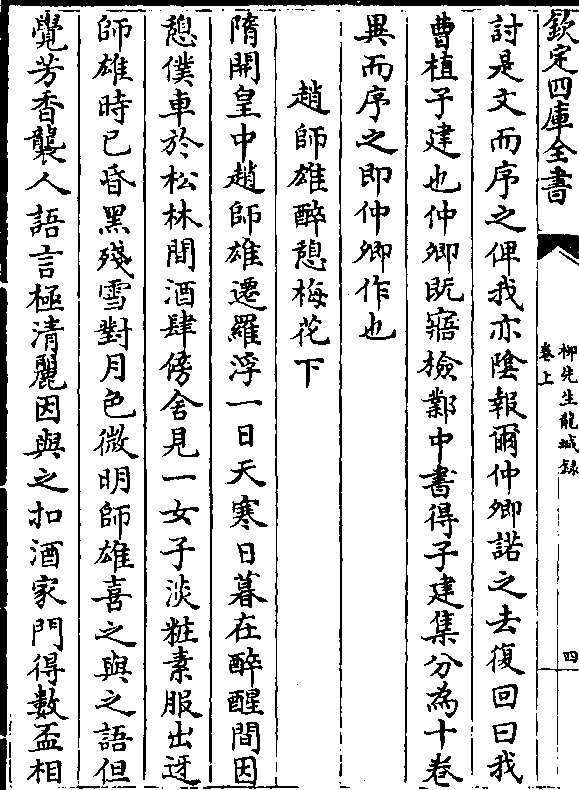 欽定四庫全書
柳先生龍城録
卷上
四
討是文而序之俾我亦陰報爾仲卿諾之去復回曰我
曹植子建也仲卿既寤檢鄴中書得子建集分為十卷
異而序之即仲卿作也
趙師雄醉憩梅花下
隋開皇中趙師雄遷羅浮一日天寒日暮在醉醒間因
憩僕車於松林間酒肆傍舍見一女子淡粧素服出迓
師雄時已昏黑殘雪對月色微明師雄喜之與之語但
覺芳香襲人語言極清麗因與之扣酒家門得數盃相